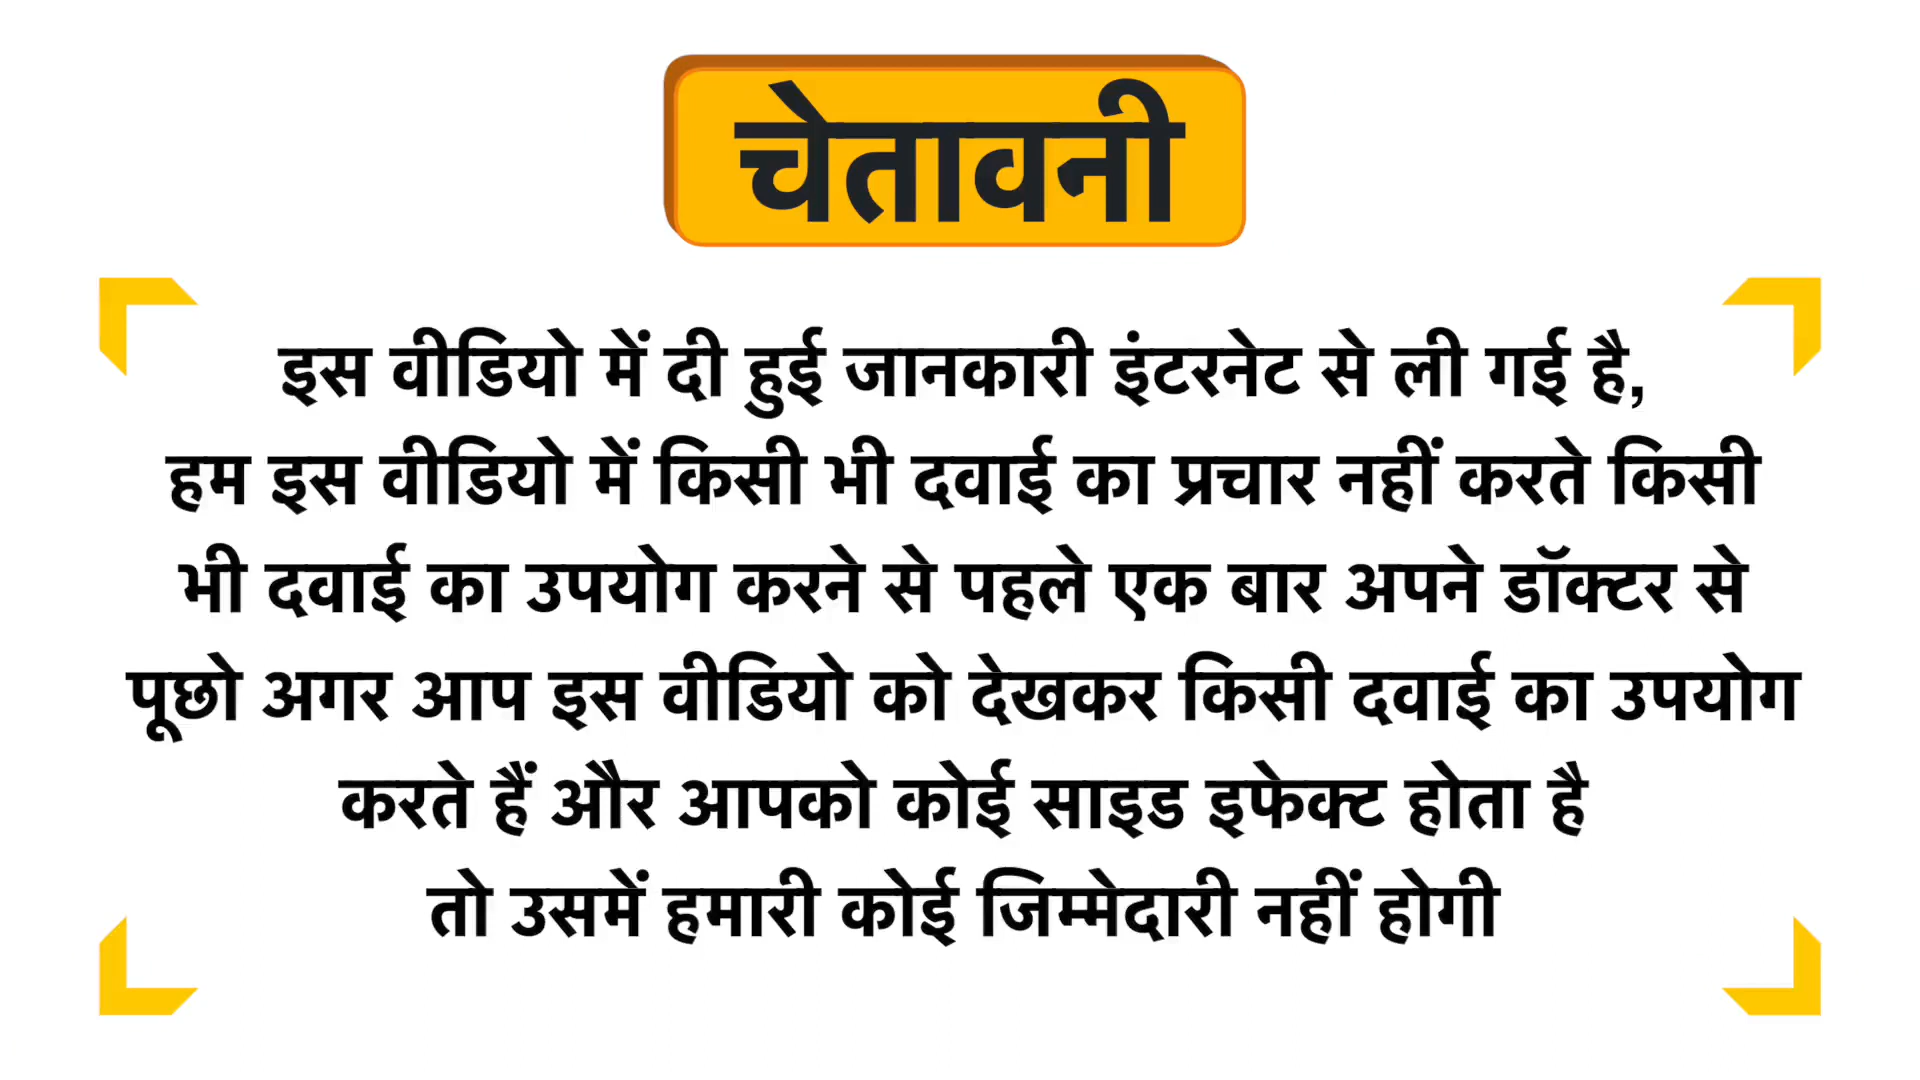 चेतावनी
इस वीडियो में दी हुई जानकारी इंटरनेट से ली गई है,
हम इस वीडियो में किसी भी दवाई का प्रचार नहीं करते किसी
भी दवाई का उपयोग करने से पहले एक बार अपने डॉक्टर से
पूछो अगर आप इस वीडियो को देखकर किसी दवाई का उपयोग
करते हैं और आपको कोई साइड इफेक्ट होता है
तो उसमें हमारी कोई जिम्मेदारी नहीं होगी